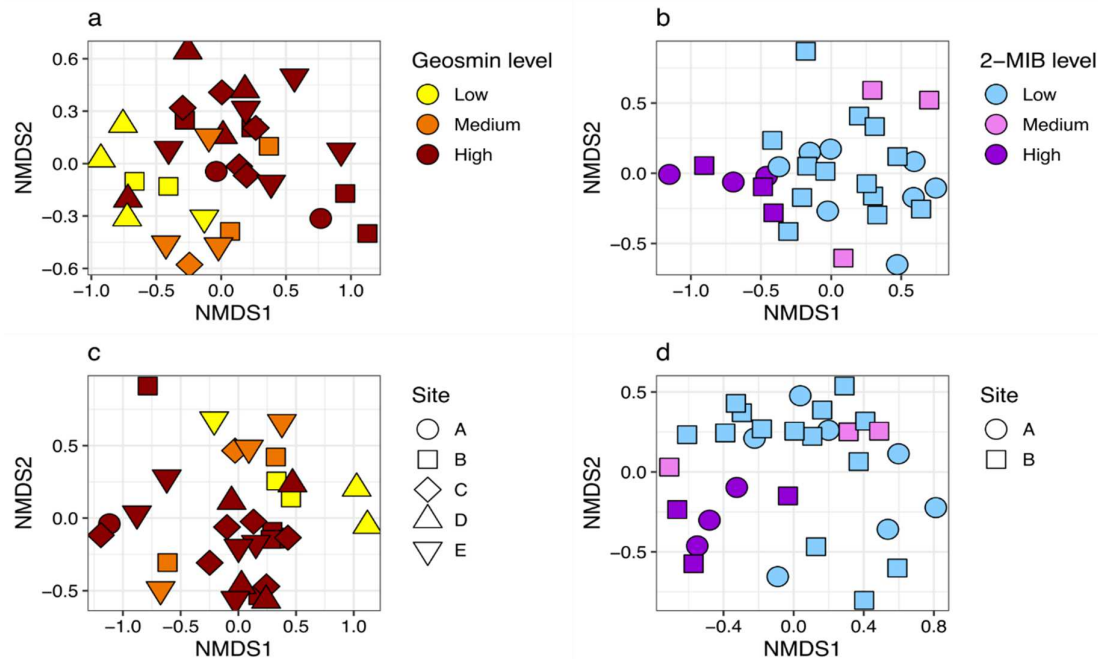 a
0.6
0.3
0.0
−0.3
−0.6
NMDS2
−1.0 −0.5 0.0 0.5 1.0
NMDS1
Geosmin level
Low
Medium
High
b
0.5
0.0
−0.5
NMDS2
−1.0 −0.5 0.0 0.5
NMDS1
2−MIB level
Low
Medium
High
c
0.5
0.0
−0.5
NMDS2
−1.0 −0.5 0.0 0.5 1.0
NMDS1
Site
A
B
C
D
E
d
0.5
0.0
−0.5
NMDS2
−0.4 0.0 0.4 0.8
NMDS1
Site
A
B